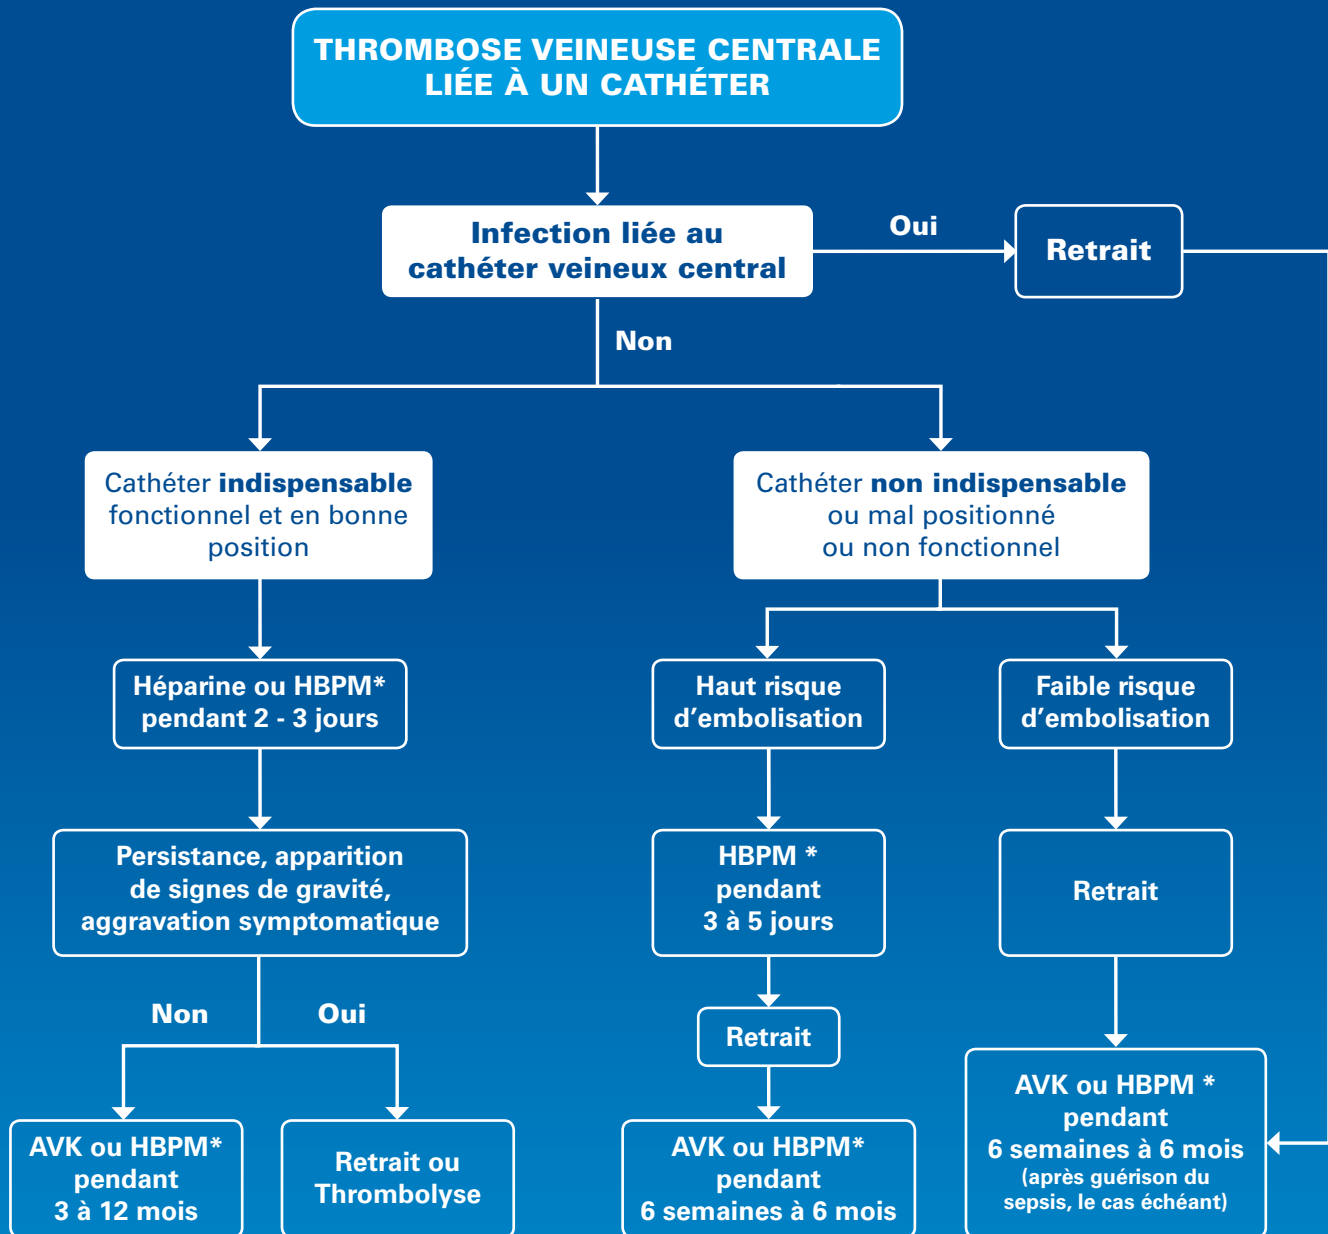 THROMBOSE VEINEUSE CENTRALE
LIÉE À UN CATHÉTER
Infection liée au
cathéter veineux central
Oui
Retrait
Non
Cathéter indispensable
fonctionnel et en bonne
position
Cathéter non indispensable
ou mal positionné
ou non fonctionnel
Héparine ou HBPM*
pendant 2 - 3 jours
Haut risque
d’embolisation
Faible risque
d’embolisation
Persistance, apparition
de signes de gravité,
aggravation symptomatique
HBPM *
pendant
3 à 5 jours
Retrait
Non
Oui
Retrait
AVK ou HBPM*
pendant
3 à 12 mois
Retrait ou
Thrombolyse
AVK ou HBPM*
pendant
6 semaines à 6 mois
AVK ou HBPM *
pendant
6 semaines à 6 mois
(après guérison du
sepsis, le cas échéant)